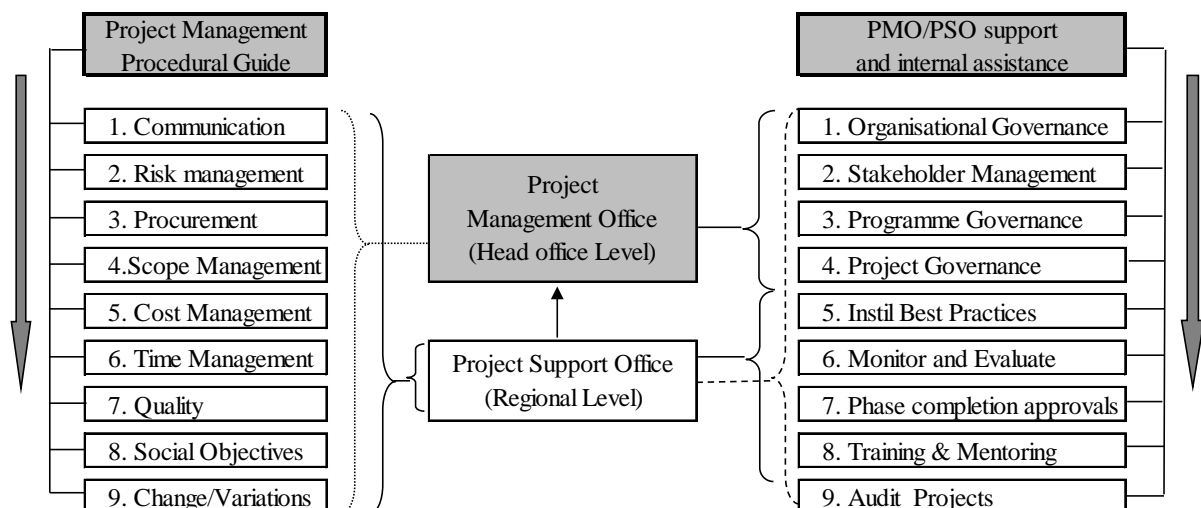 Project Management
Procedural Guide
1. Communication
2. Risk management
3. Procurement
4.Scope Management
5. Cost Management
6. Time Management
7. Quality
8. Social Objectives
9. Change/Variations
Project
Management Office
(Head office Level)
Project Support Office
(Regional Level)
PMO/PSO support
and internal assistance
1. Organisational Governance
2. Stakeholder Management
3. Programme Governance
4. Project Governance
5. Instil Best Practices
6. Monitor and Evaluate
7. Phase completion approvals
8. Training & Mentoring
9. Audit Projects